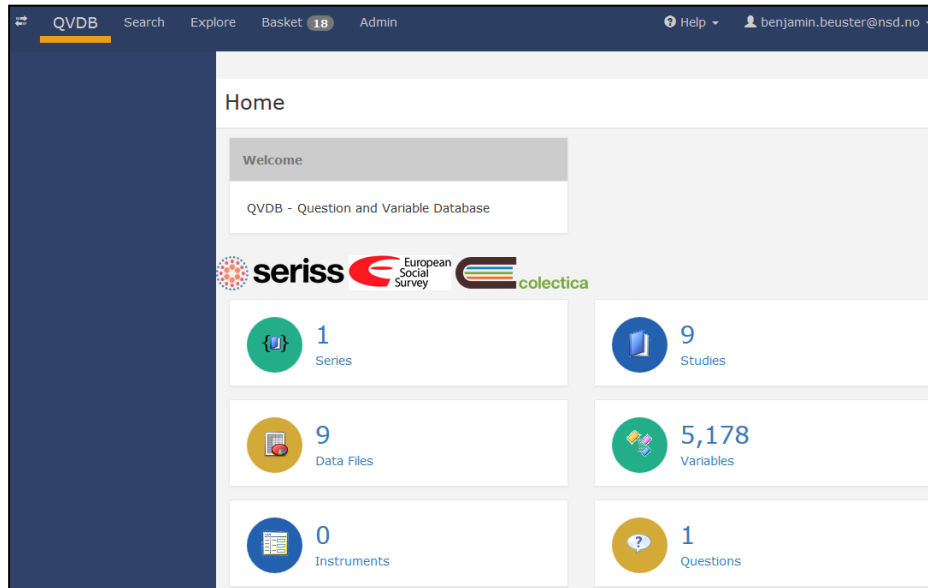 QVDB Search Explore Basket 18 Admin Help benjamin.beuster@nsd.no
Home
Welcome
QVDB - Question and Variable Database
seriss European Social Survey colectica
1
Series
9
Studies
9
Data Files
5,178
Variables
0
Instruments
1
Questions